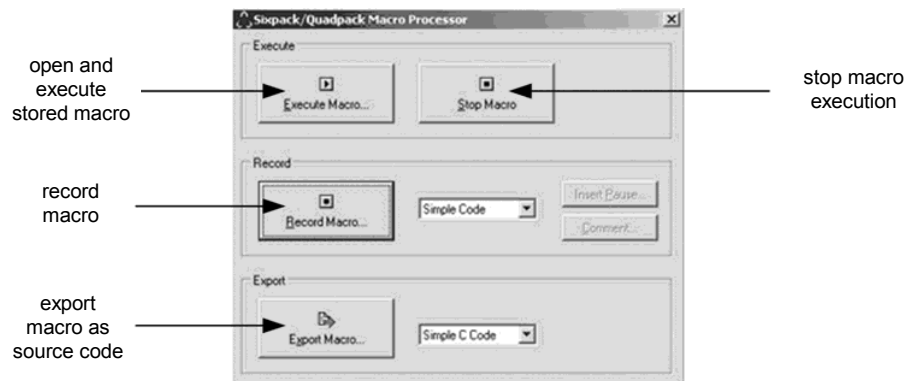 Sixpack/Quadpack Macro Processor
Execute
open and
execute
stored macro
Execute Macro...
Stop Macro
stop macro
execution
Record
record
macro
Record Macro...
Simple Code
Insert Pause...
Comment...
Export
export
macro as
source code
Export Macro...
Simple C Code